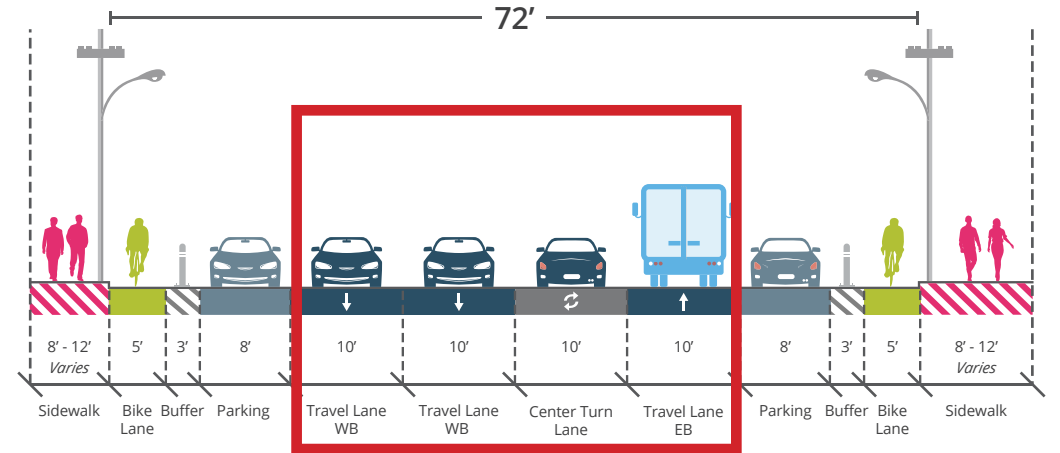 72’
8’ - 12’
Varies
5’
3’
8’
10’
10’
10’
10’
8’
3’
5’
8’ - 12’
Varies
Sidewalk
Bike
Lane
Buffer
Parking
Travel Lane
WB
Travel Lane
WB
Center Turn
Lane
Travel Lane
EB
Parking
Buffer
Bike
Lane
Sidewalk